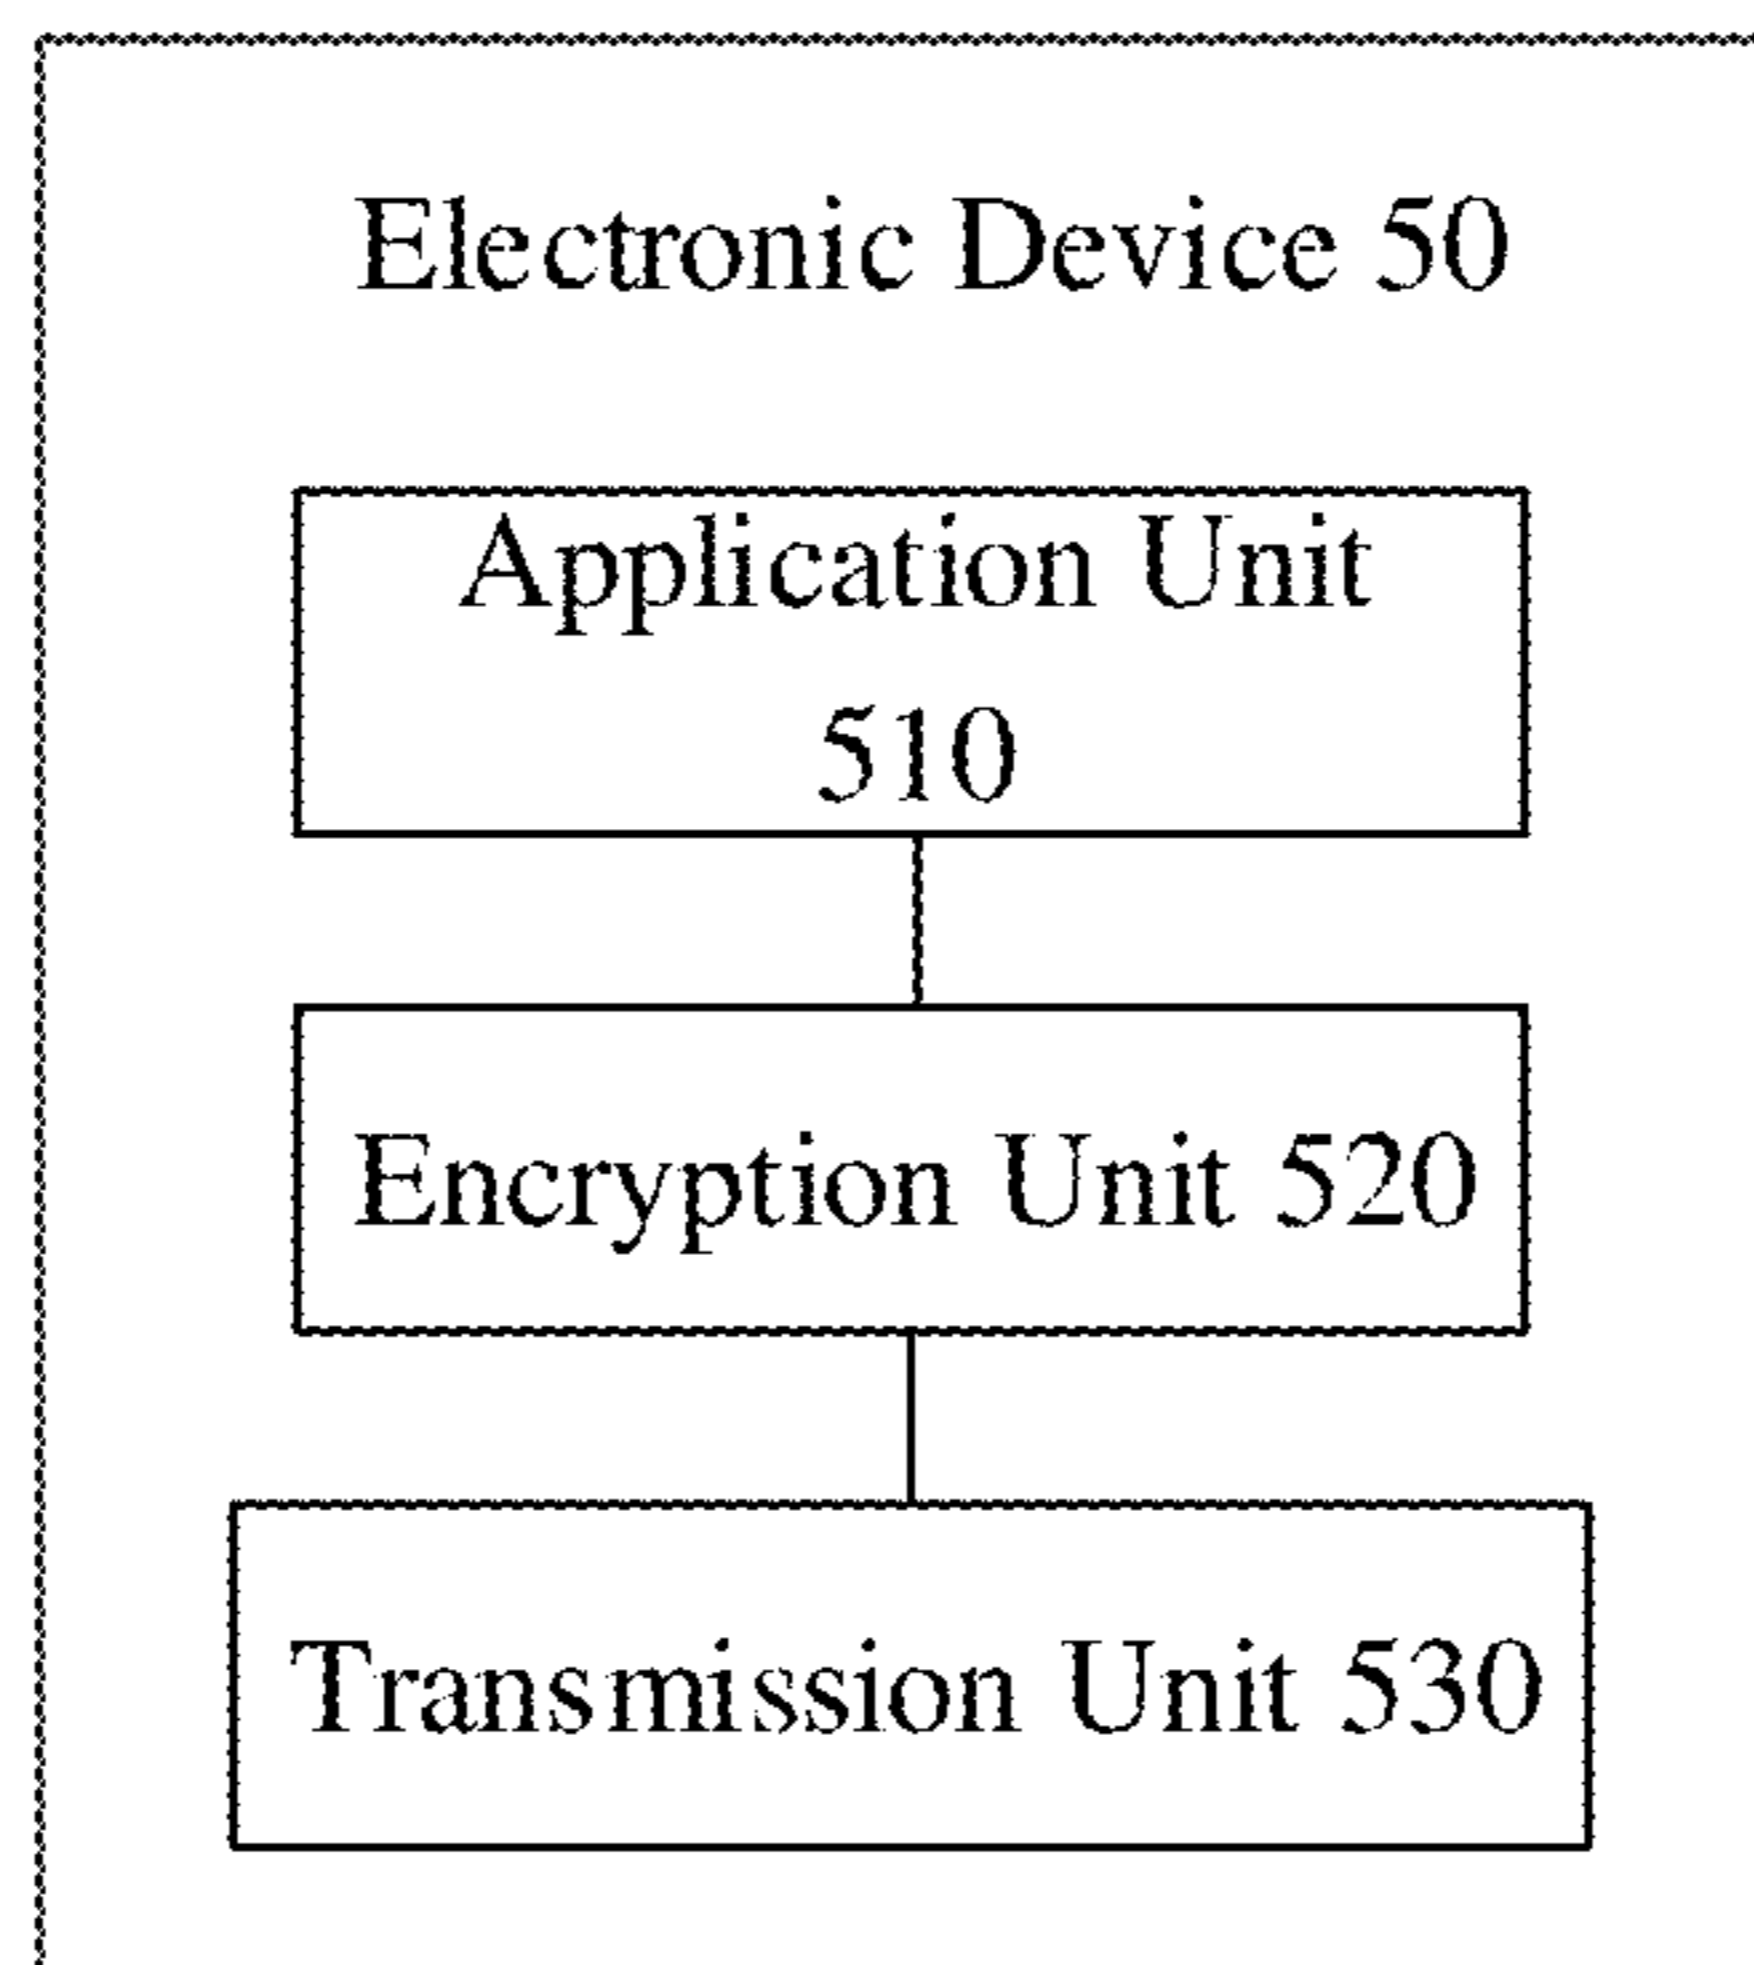 Electronic Device 50
Application Unit
510
Encryption Unit 520
Transmission Unit 530